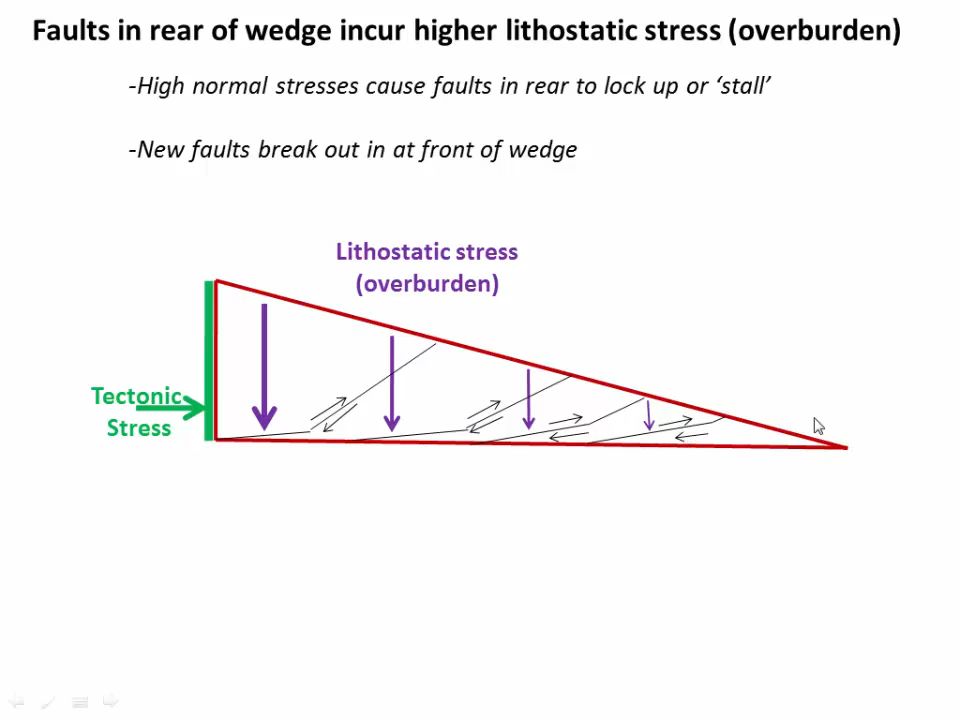 Faults in rear of wedge incur higher lithostatic stress (overburden)
-High normal stresses cause faults in rear to lock up or ‘stall’
-New faults break out in at front of wedge
Lithostatic stress
(overburden)
Tectonic
Stress